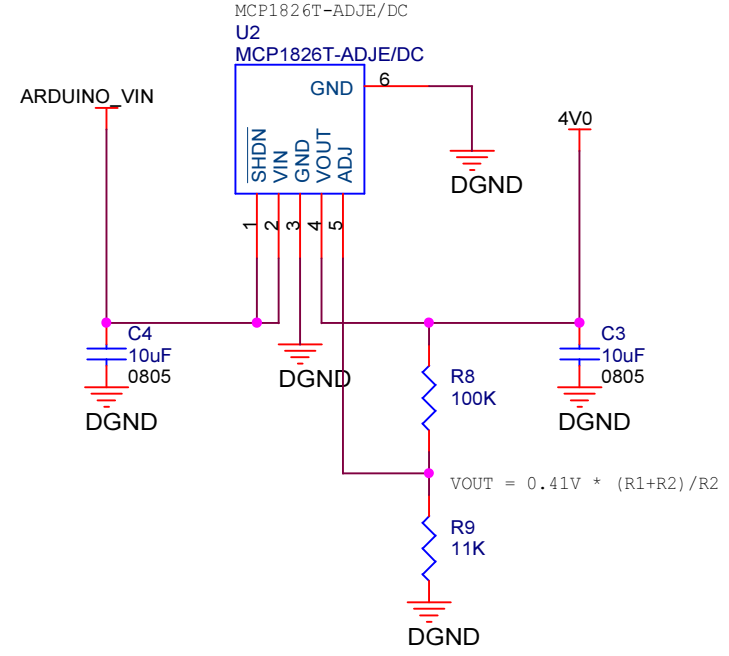 MCP1826T-ADJE/DC
U2
MCP1826T-ADJE/DC
GND
6
ARDUINO_VIN
4V0
SHDN
VIN
GND
VOUT
ADJ
DGND
1
2
3
4
5
C4
10uF
0805
DGND
DGND
R8
100K
C3
10uF
0805
DGND
VOUT = 0.41V * (R1+R2)/R2
R9
11K
DGND